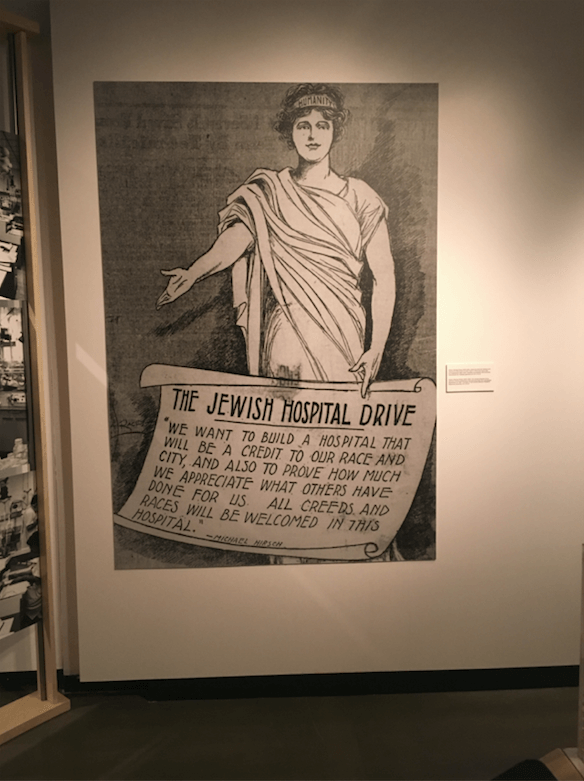 HUMANITY
THE JEWISH HOSPITAL DRIVE
"WE WANT TO BUILD A HOSPITAL THAT
WILL BE A CREDIT TO OUR RACE AND
CITY, AND ALSO TO PROVE HOW MUCH
WE APPRECIATE WHAT OTHERS HAVE
DONE FOR US ALL CREEDS AND
RACES WILL BE WELCOMED IN THIS
HOSPITAL."
—MICHAEL HIRSCH